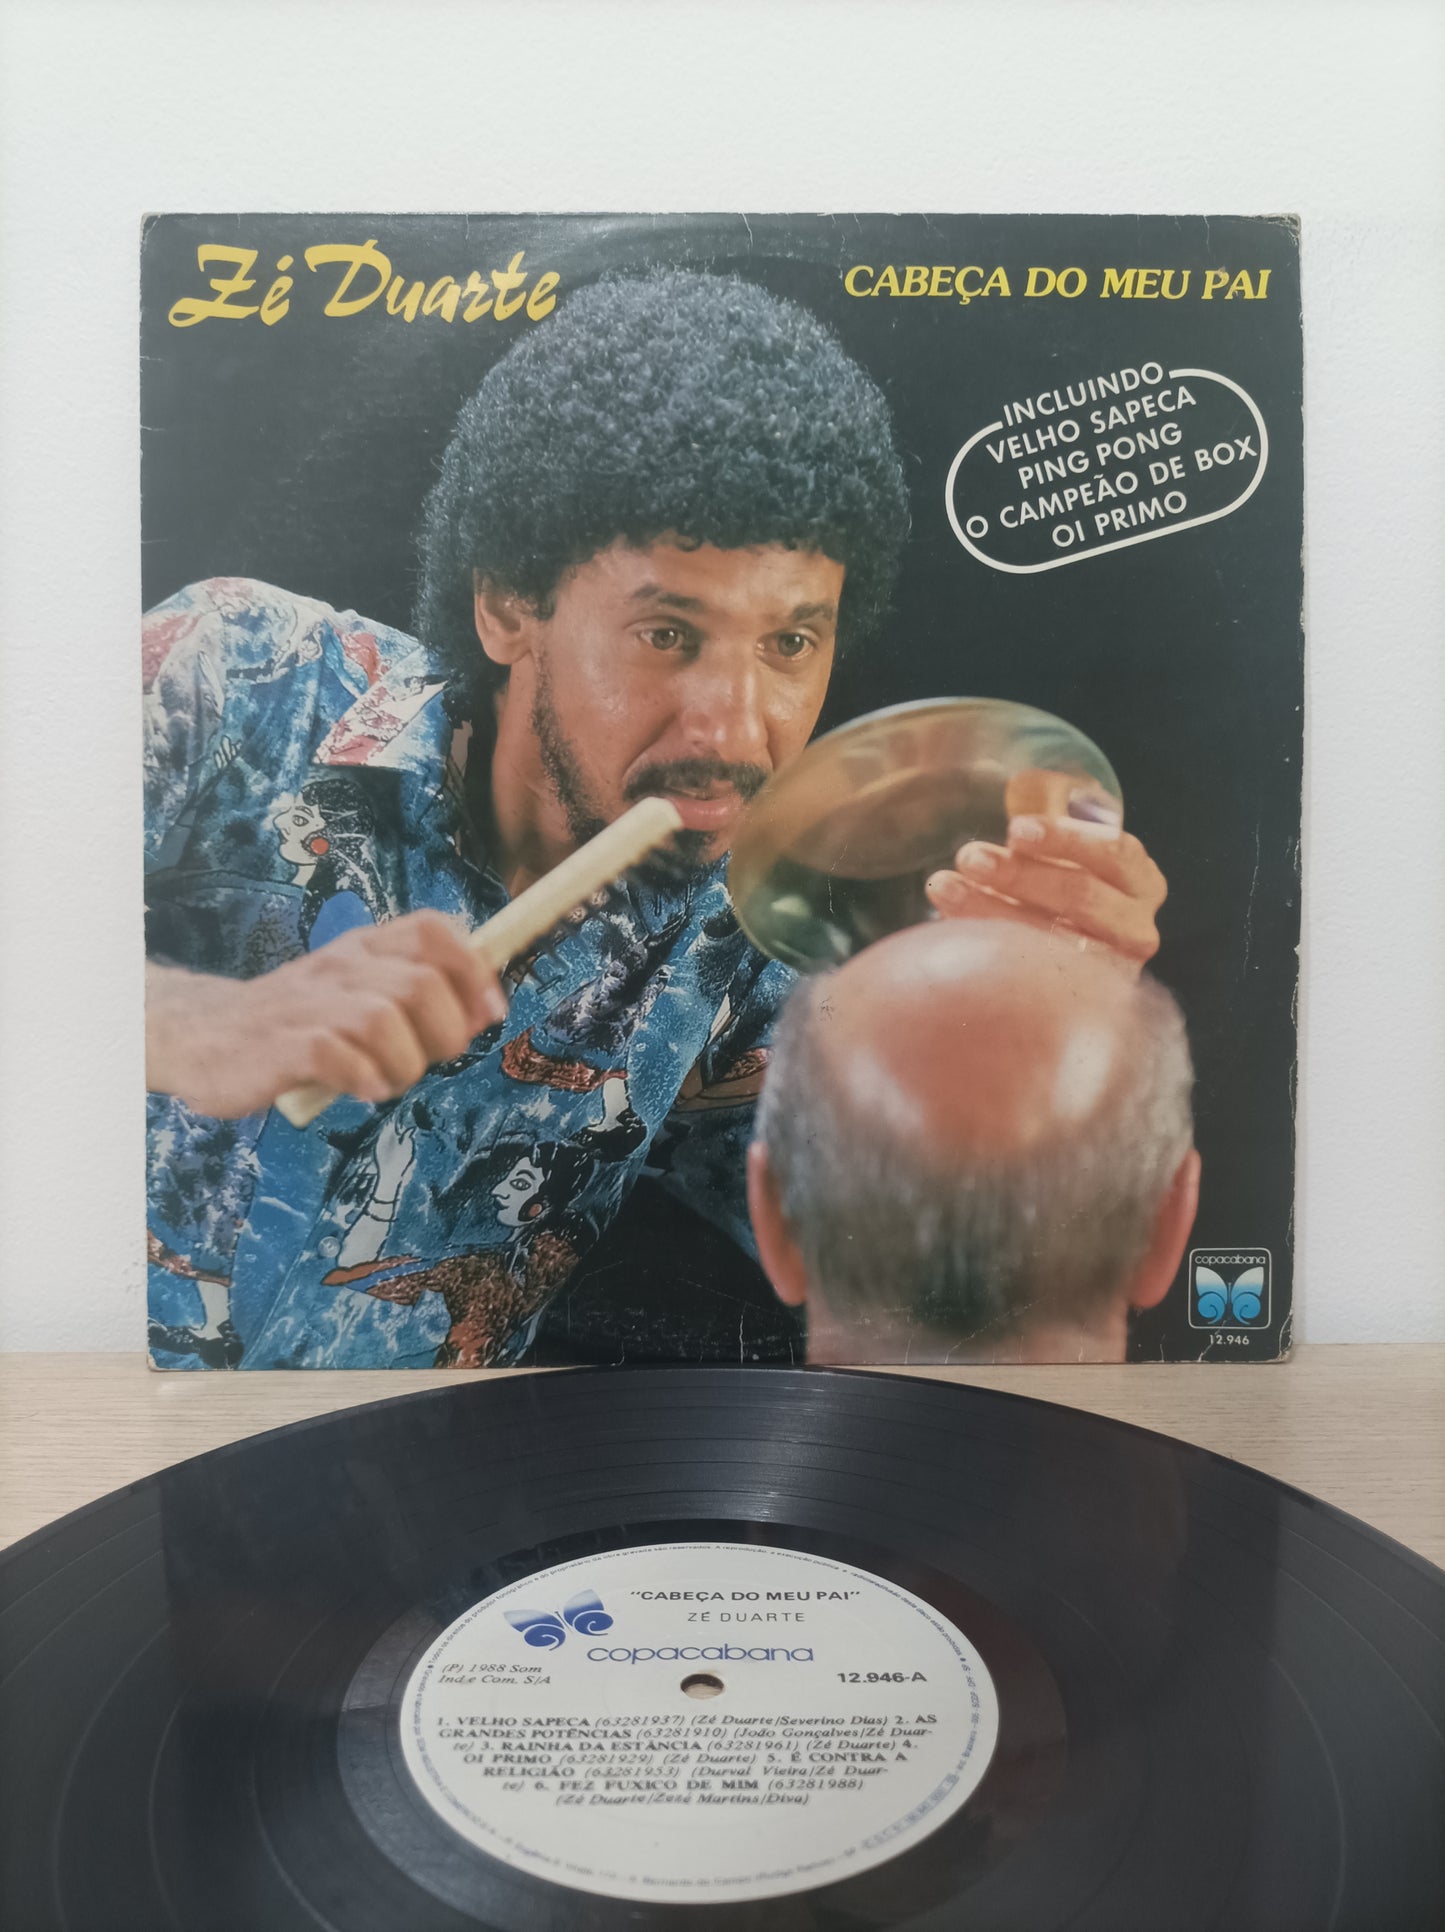 Zé Duarte
CABEÇA DO MEU PAI
INCLUINDO
VELHO SAPECA
PING PONG
O CAMPEÃO DE BOX
OI PRIMO
copacabana
12.946
"CABEÇA DO MEU PAI"
ZÉ DUARTE
copacabana
(P) 1988 Som
Ind.e Com. S/A
12.946-A
1. VELHO SAPECA (63281937) (Zé Duarte/Severino Dias) 2. AS
GRANDES POTÊNCIAS (63281910) (João Gonçalves/Zé Duar-
te) 3. RAINHA DA ESTÂNCIA (63281961) (Zé Duarte) 4.
OI PRIMO (63281929) (Zé Duarte) 5. É CONTRA A
RELIGIÃO (63281953) (Durval Vieira/Zé Duar-
te) 6. FEZ FUXICO DE MIM (63281988)
(Zé Duarte/Zezé Martins/Diva)